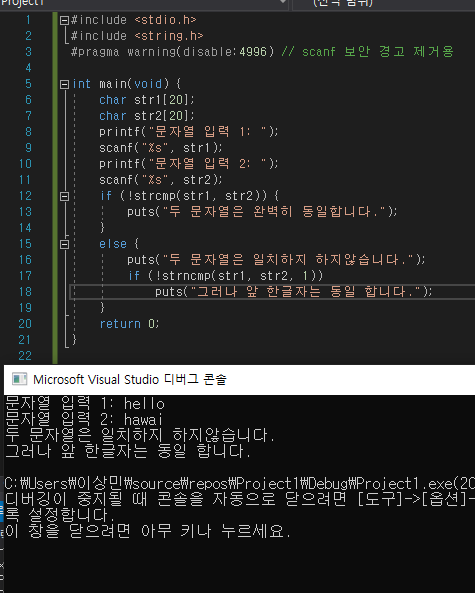 Project1
(전역 범위)
1 #include <stdio.h>
2 #include <string.h>
3 #pragma warning(disable:4996) // scanf 보안 경고 제거용
4
5 int main(void) {
6 char str1[20];
7 char str2[20];
8 printf("문자열 입력 1: ");
9 scanf("%s", str1);
10 printf("문자열 입력 2: ");
11 scanf("%s", str2);
12 if (!strcmp(str1, str2)) {
13 puts("두 문자열은 완벽히 동일합니다.");
14 }
15 else {
16 puts("두 문자열은 일치하지 하지않습니다.");
17 if (!strncmp(str1, str2, 1))
18 puts("그러나 앞 한글자는 동일 합니다.");
19 }
20 return 0;
21 }
22
Microsoft Visual Studio 디버그 콘솔
문자열 입력 1: hello
문자열 입력 2: hawai
두 문자열은 일치하지 하지않습니다.
그러나 앞 한글자는 동일 합니다.
C:₩Users₩이상민₩source₩repos₩Project1₩Debug₩Project1.exe(20
디버깅이 중지될 때 콘솔을 자동으로 닫으려면 [도구]->[옵션]-
록 설정합니다.
이 창을 닫으려면 아무 키나 누르세요.